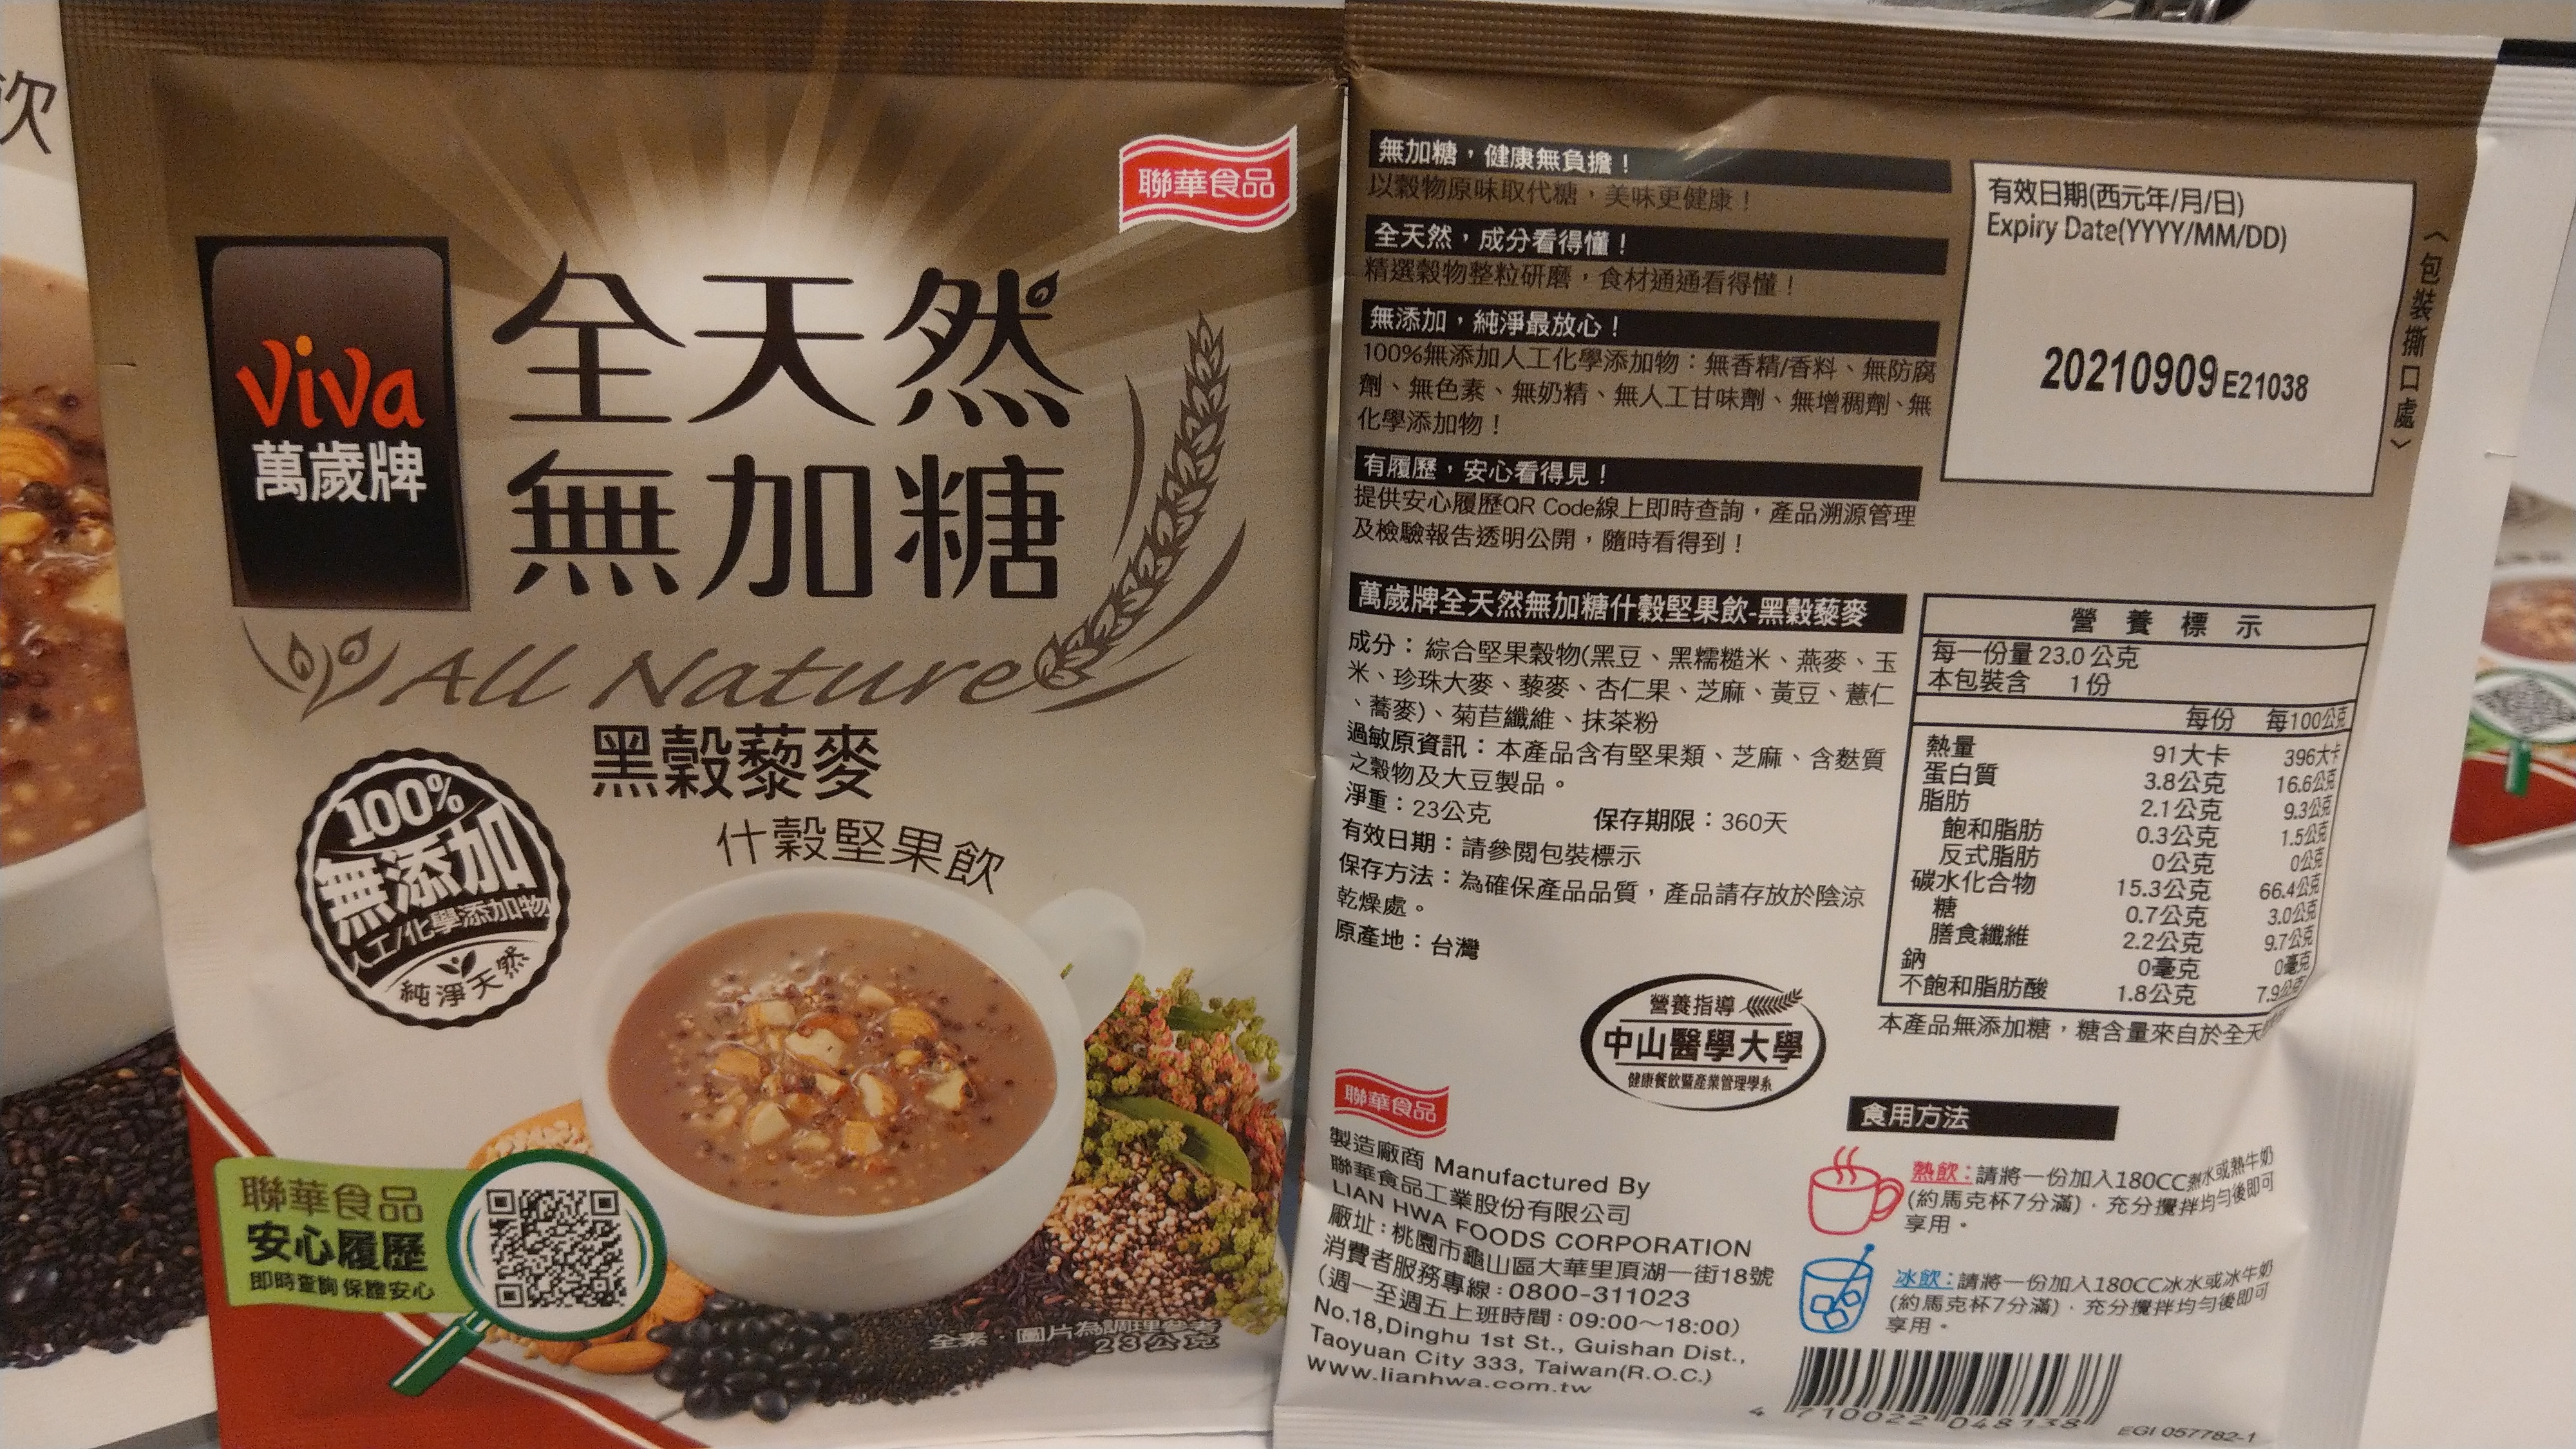 飲
聯華食品
viva
萬歲牌
全天然
無加糖
All Nature
黑穀藜麥
什穀堅果飲
100%
無添加
人工/化學添加物
純淨天然
聯華食品
安心履歷
即時查詢 保證安心
全素・圖片為調理參考
23公克
無加糖，健康無負擔！
以穀物原味取代糖，美味更健康！
全天然，成分看得懂！
精選穀物整粒研磨，食材通通看得懂！
無添加，純淨最放心！
100%無添加人工化學添加物：無香精/香料、無防腐
劑、無色素、無奶精、無人工甘味劑、無增稠劑、無
化學添加物！
有履歷，安心看得見！
提供安心履歷QR Code線上即時查詢，產品溯源管理
及檢驗報告透明公開，隨時看得到！
有效日期(西元年/月/日)
Expiry Date(YYYY/MM/DD)
20210909 E21038
〈包裝撕口處〉
萬歲牌全天然無加糖什穀堅果飲-黑穀藜麥
成分：綜合堅果穀物(黑豆、黑糯糙米、燕麥、玉
米、珍珠大麥、藜麥、杏仁果、芝麻、黃豆、薏仁
、蕎麥)、菊苣纖維、抹茶粉
過敏原資訊：本產品含有堅果類、芝麻、含麩質
之穀物及大豆製品。
淨重：23公克 保存期限：360天
有效日期：請參閱包裝標示
保存方法：為確保產品品質，產品請存放於陰涼
乾燥處。
原產地：台灣
營養標示
每一份量 23.0 公克
本包裝含 1份
每份 每100公克
熱量 91大卡 396大卡
蛋白質 3.8公克 16.6公克
脂肪 2.1公克 9.3公克
飽和脂肪 0.3公克 1.5公克
反式脂肪 0公克 0公克
碳水化合物 15.3公克 66.4公克
糖 0.7公克 3.0公克
膳食纖維 2.2公克 9.7公克
鈉 0毫克 0毫克
不飽和脂肪酸 1.8公克 7.9公克
本產品無添加糖，糖含量來自於全天
營養指導
中山醫學大學
健康餐飲暨產業管理學系
聯華食品
製造廠商 Manufactured By
聯華食品工業股份有限公司
LIAN HWA FOODS CORPORATION
廠址：桃園市龜山區大華里頂湖一街18號
消費者服務專線：0800-311023
(週一至週五上班時間：09:00～18:00)
No.18,Dinghu 1st St., Guishan Dist.,
Taoyuan City 333, Taiwan(R.O.C.)
www.lianhwa.com.tw
食用方法
熱飲：請將一份加入180CC熱水或熱牛奶
(約馬克杯7分滿)，充分攪拌均勻後即可
享用。
冰飲：請將一份加入180CC冰水或冰牛奶
(約馬克杯7分滿)，充分攪拌均勻後即可
享用。
4 710022 048138
EGI 057782-1